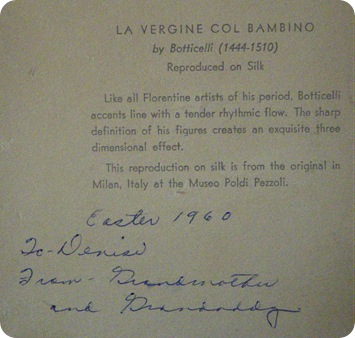 LA VERGINE COL BAMBINO
by Botticelli (1444-1510)
Reproduced on Silk
Like all Florentine artists of his period, Botticelli
accents line with a tender rhythmic flow. The sharp
definition of his figures creates an exquisite three
dimensional effect.
This reproduction on silk is from the original in
Milan, Italy at the Museo Poldi Pezzoli.
Easter 1960
To-Denise
From-Grandmother
and Grandaddy